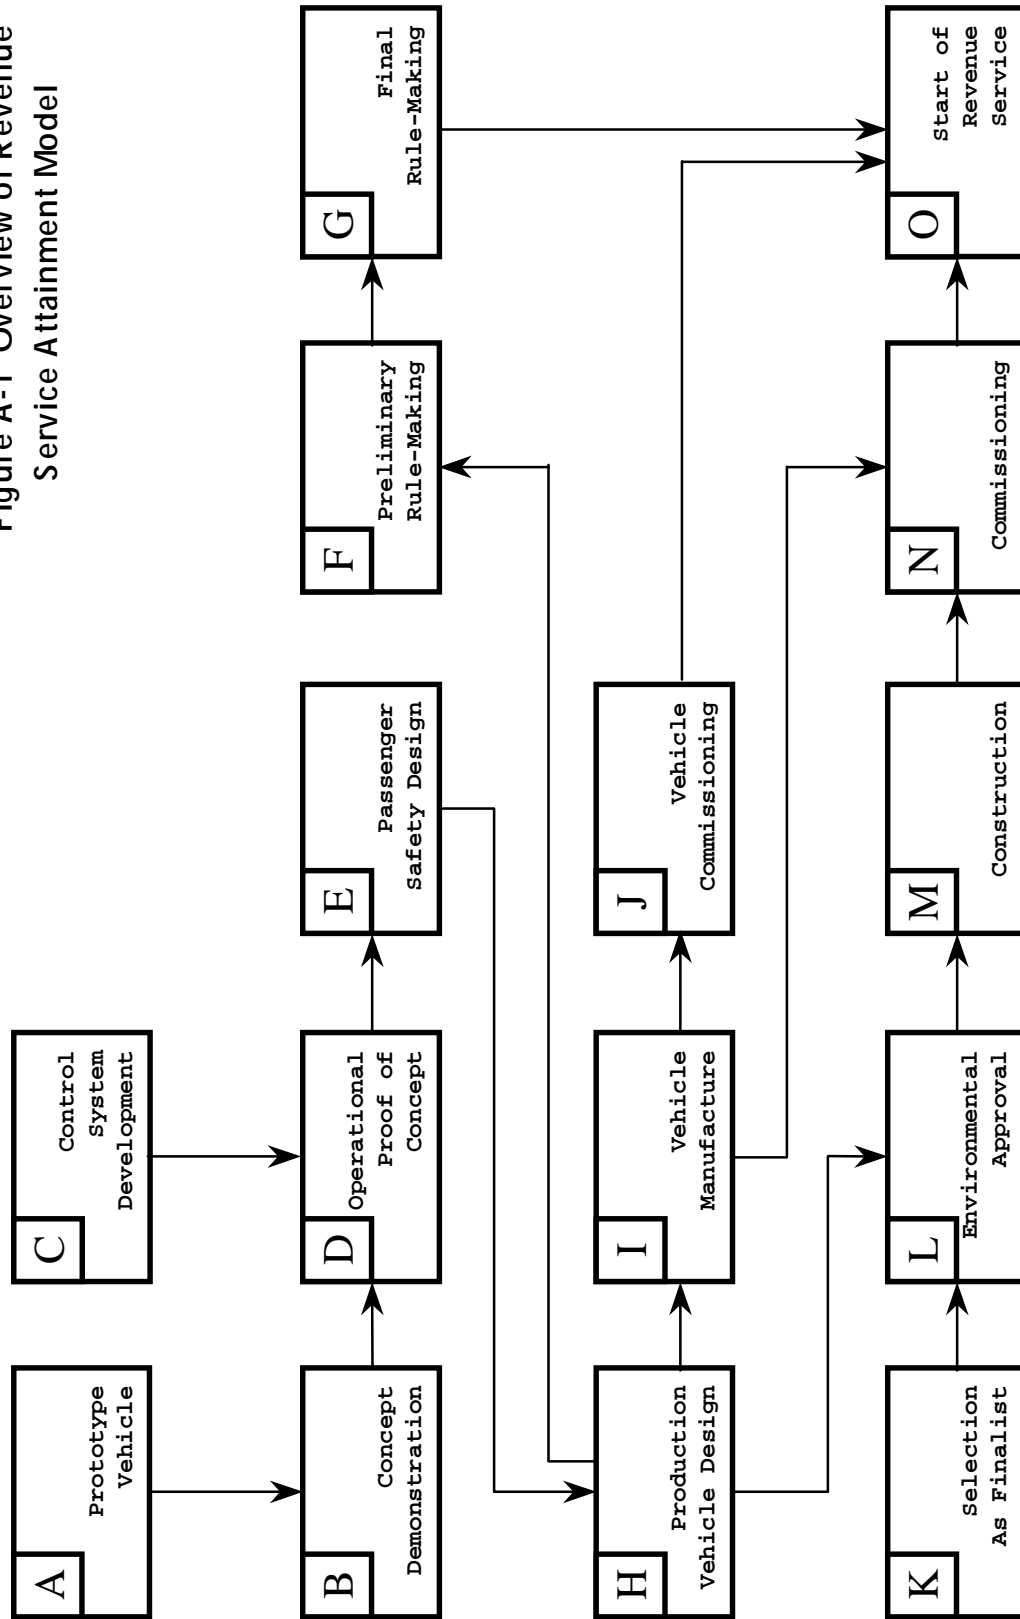 Figure A-1 Overview of Revenue
Service Attainment Model
A
Prototype
Vehicle
C
Control
System
Development
B
Concept
Demonstration
D
Operational
Proof of
Concept
E
Passenger
Safety Design
F
Preliminary
Rule-Making
G
Final
Rule-Making
H
Production
Vehicle Design
I
Vehicle
Manufacture
J
Vehicle
Commissioning
K
Selection
As Finalist
L
Environmental
Approval
M
Construction
N
Commissioning
O
Start of
Revenue
Service